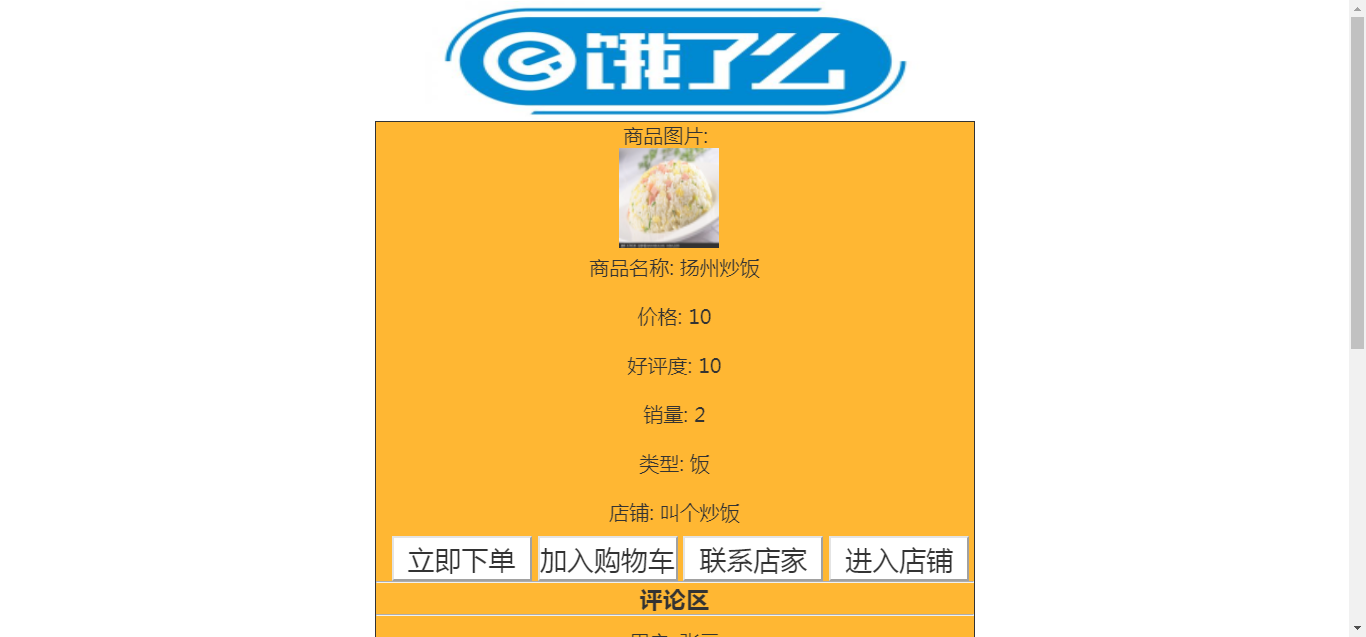 饿了么
商品图片:
商品名称: 扬州炒饭
价格: 10
好评度: 10
销量: 2
类型: 饭
店铺: 叫个炒饭
立即下单 加入购物车 联系店家 进入店铺
评论区